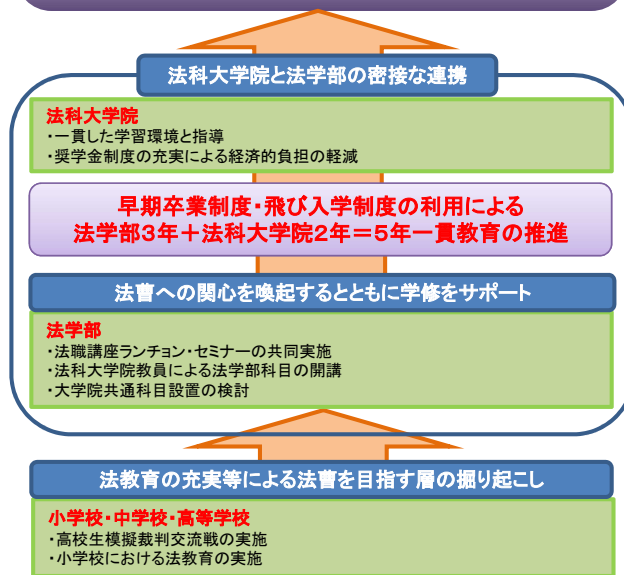 法科大学院と法学部の密接な連携
法科大学院
・一貫した学習環境と指導
・奨学金制度の充実による経済的負担の軽減
早期卒業制度・飛び入学制度の利用による
法学部3年＋法科大学院2年＝5年一貫教育の推進
法曹への関心を喚起するとともに学修をサポート
法学部
・法職講座ランチョン・セミナーの共同実施
・法科大学院教員による法学部科目の開講
・大学院共通科目設置の検討
法教育の充実等による法曹を目指す層の掘り起こし
小学校・中学校・高等学校
・高校生模擬裁判交流戦の実施
・小学校における法教育の実施